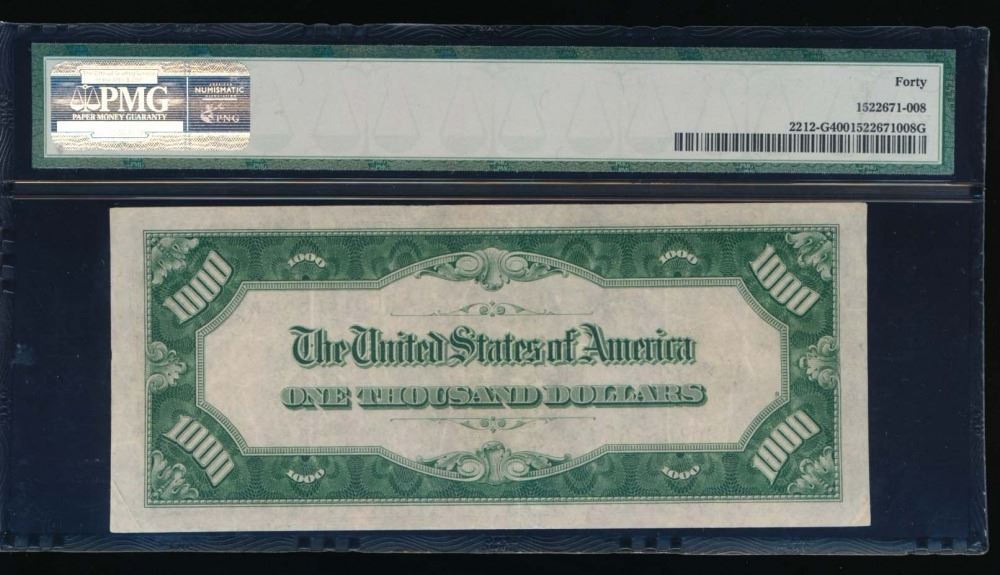 PMG
PAPER MONEY GUARANTY
NUMISMATIC
PNG
Forty
1522671-008
2212-G4001522671008G
1000 1000 1000 1000
The United States of America
ONE THOUSAND DOLLARS
1000 1000 1000 1000